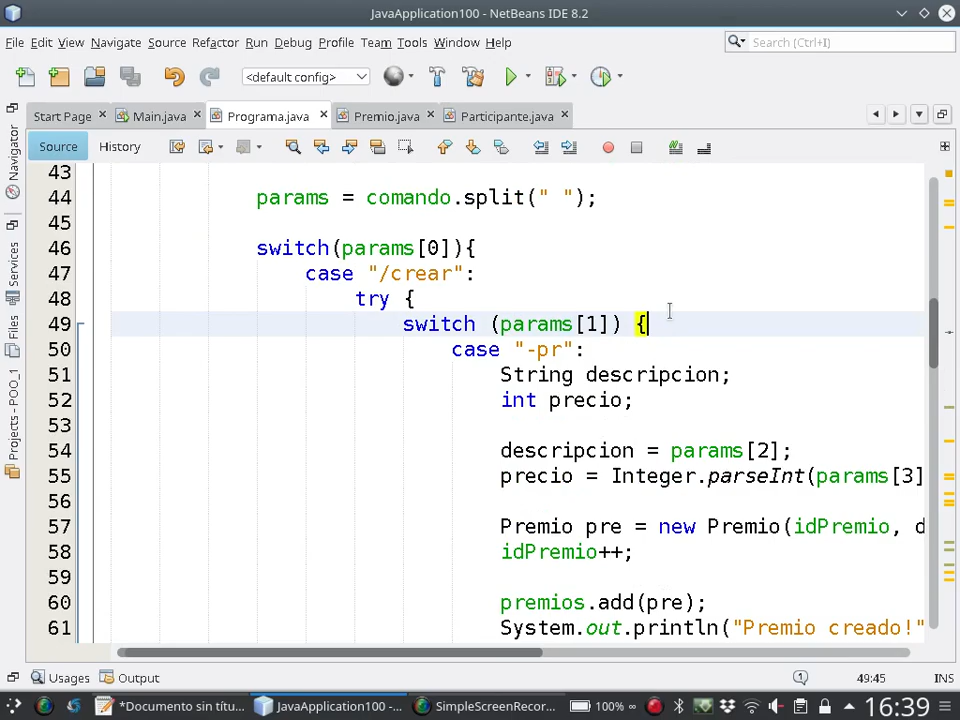 JavaApplication100 - NetBeans IDE 8.2
File Edit View Navigate Source Refactor Run Debug Profile Team Tools Window Help
Search (Ctrl+I)
<default config>
Start Page Main.java Programa.java Premio.java Participante.java
Source History
Navigator
Services
Files
Projects - POO_1
43
44 params = comando.split(" ");
45
46 switch(params[0]){
47 case "/crear":
48 try {
49 switch (params[1]) {
50 case "-pr":
51 String descripcion;
52 int precio;
53
54 descripcion = params[2];
55 precio = Integer.parseInt(params[3]
56
57 Premio pre = new Premio(idPremio, d
58 idPremio++;
59
60 premios.add(pre);
61 System.out.println("Premio creado!"
Usages Output 1 49:45 INS
*Documento sin títu... JavaApplication100 -... SimpleScreenRecor... 100% 16:39